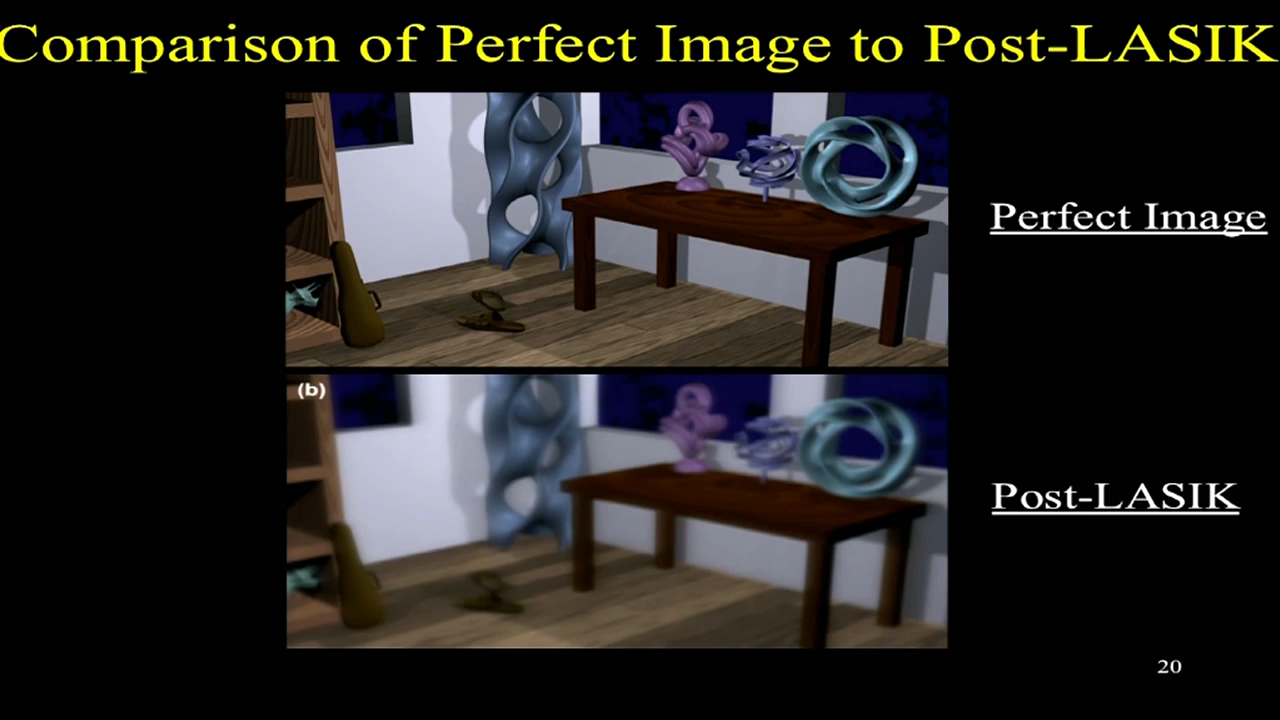 Comparison of Perfect Image to Post-LASIK
Perfect Image
(b)
Post-LASIK
20